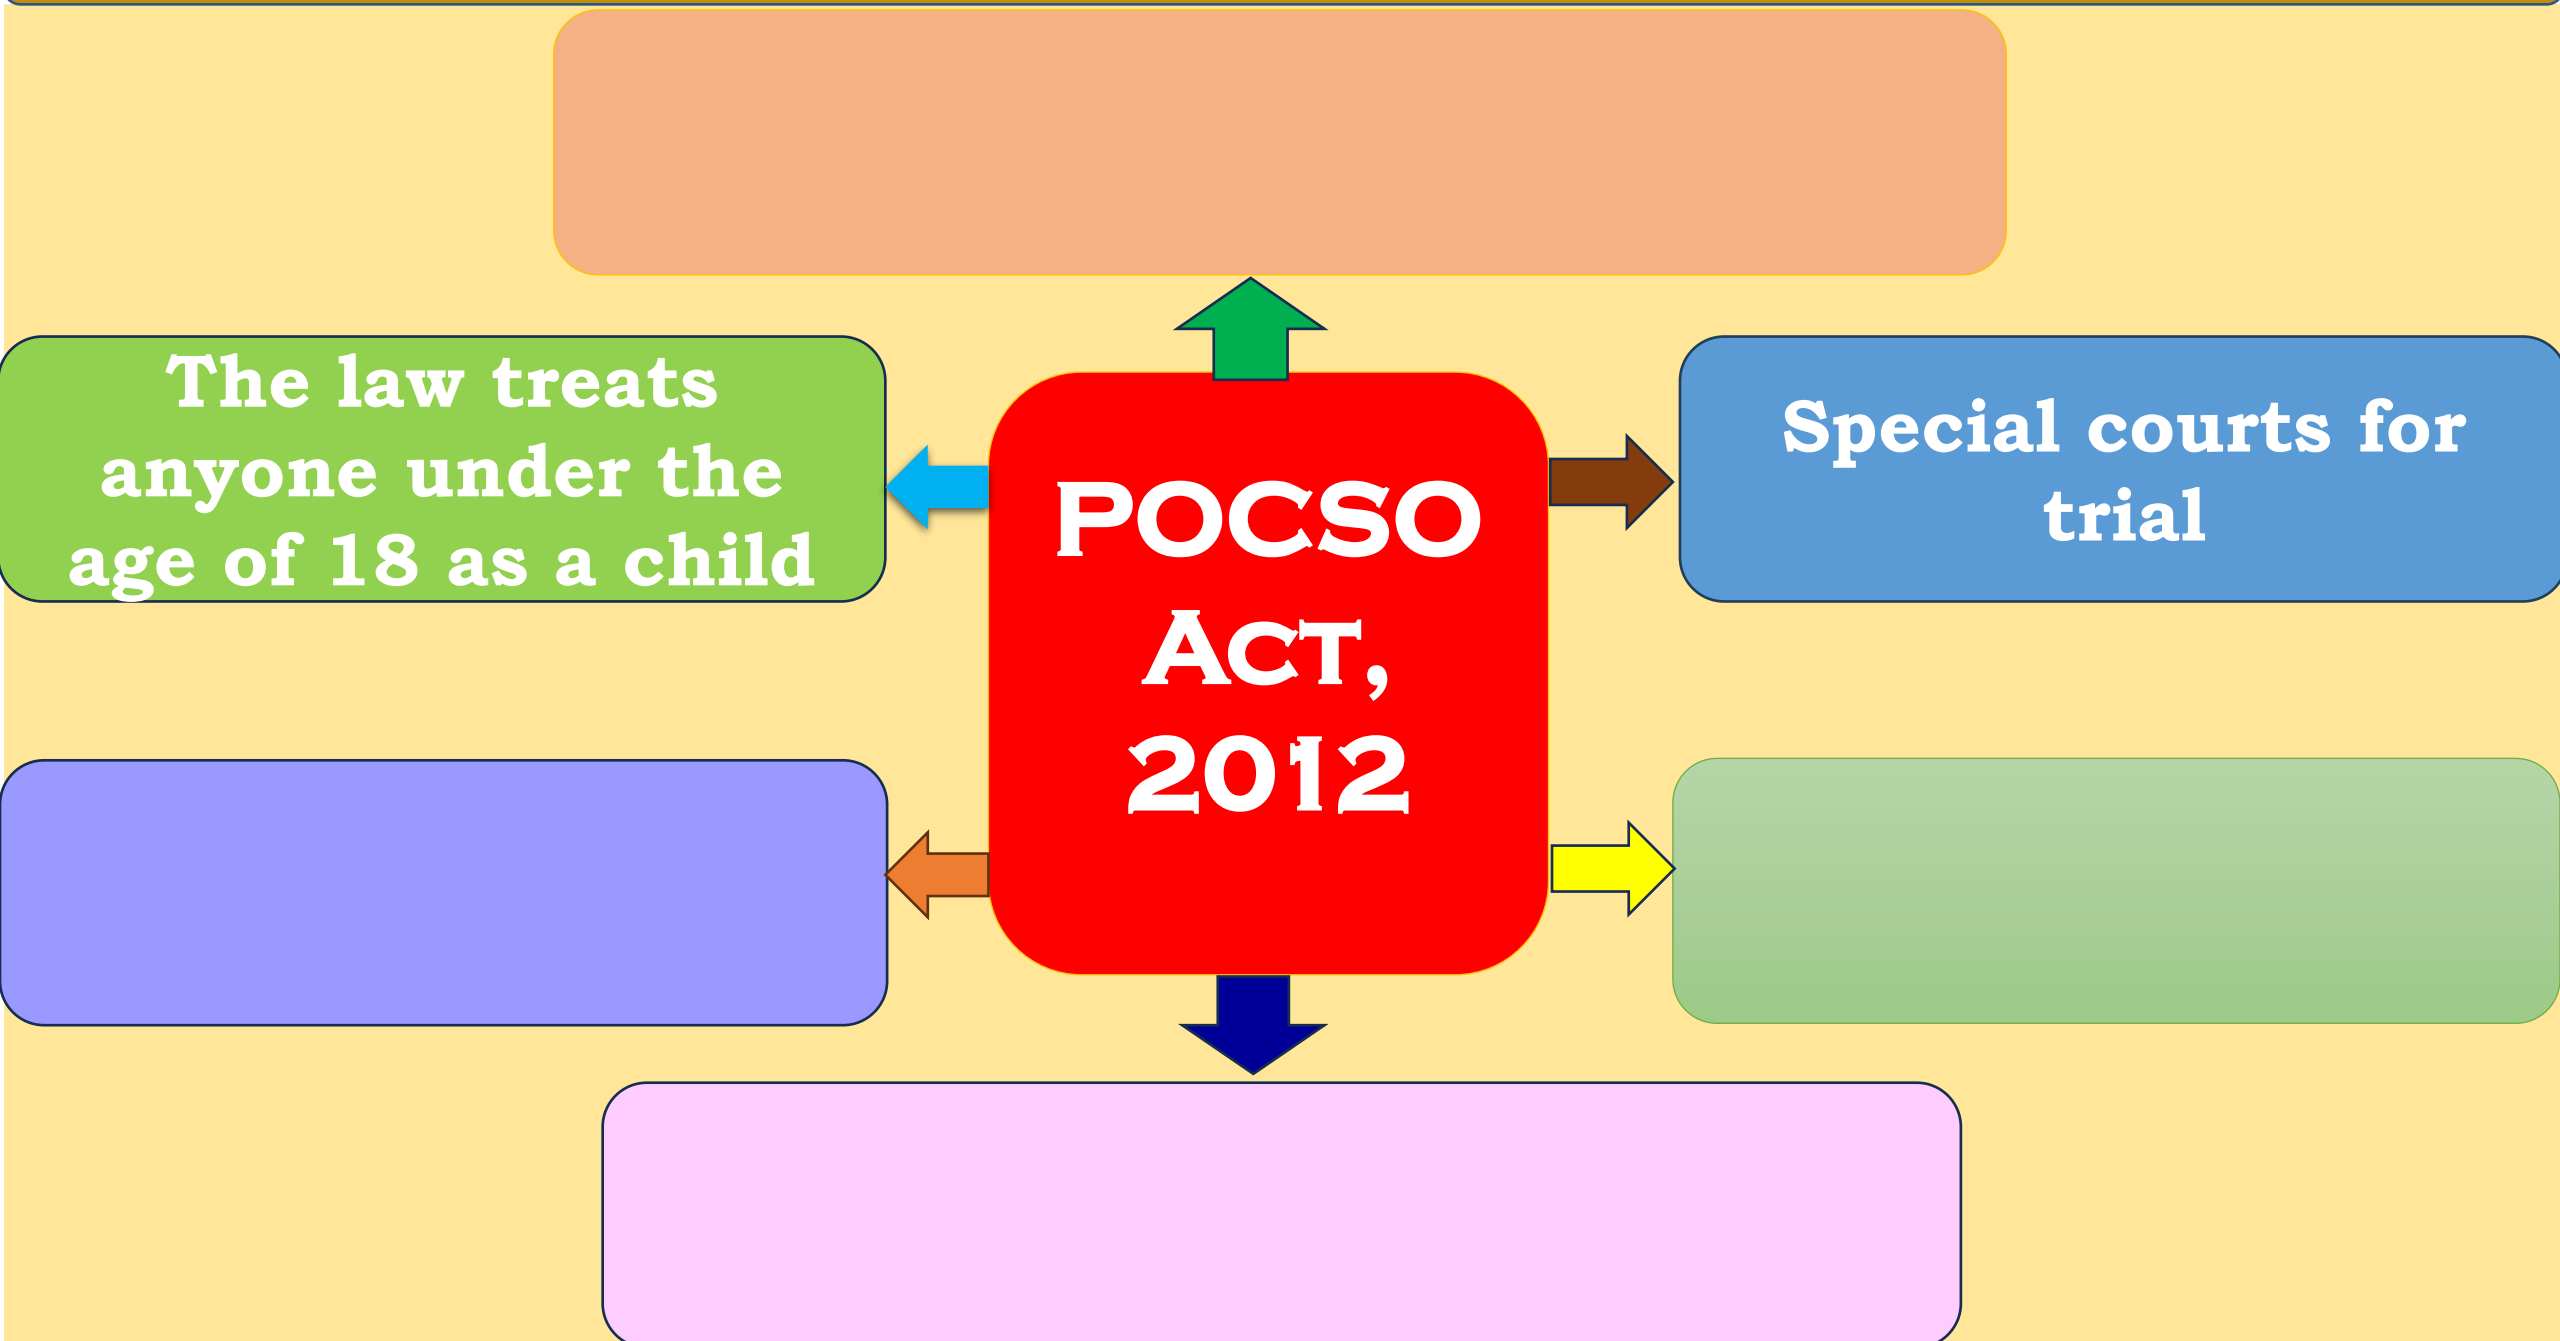 The law treats
anyone under the
age of 18 as a child
POCSO
Act,
2012
Special courts for
trial